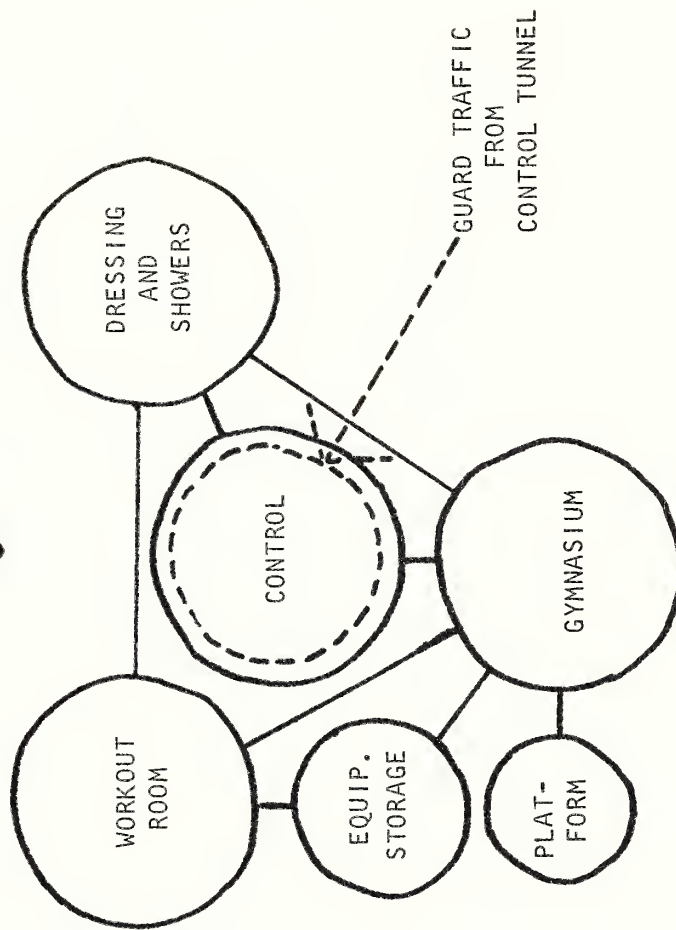 DRESSING
AND
SHOWERS
GUARD TRAFFIC
FROM
CONTROL TUNNEL
CONTROL
WORKOUT
ROOM
EQUIP.
STORAGE
GYMNASIUM
PLAT-
FORM